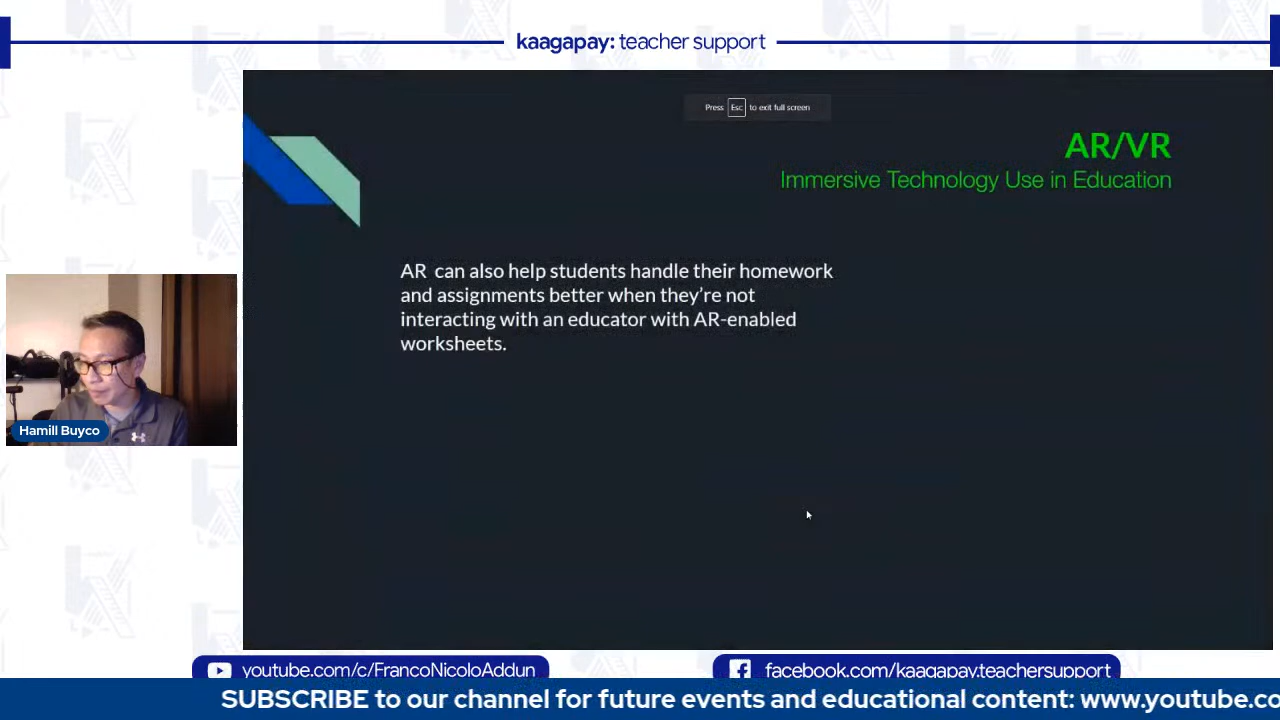 kaagapay: teacher support
Press Esc to exit full screen
AR/VR
Immersive Technology Use in Education
AR can also help students handle their homework
and assignments better when they're not
interacting with an educator with AR-enabled
worksheets.
Hamill Buyco
youtube.com/c/FrancoNicoloAddun
facebook.com/kaagapay.teachersupport
SUBSCRIBE to our channel for future events and educational content: www.youtube.co